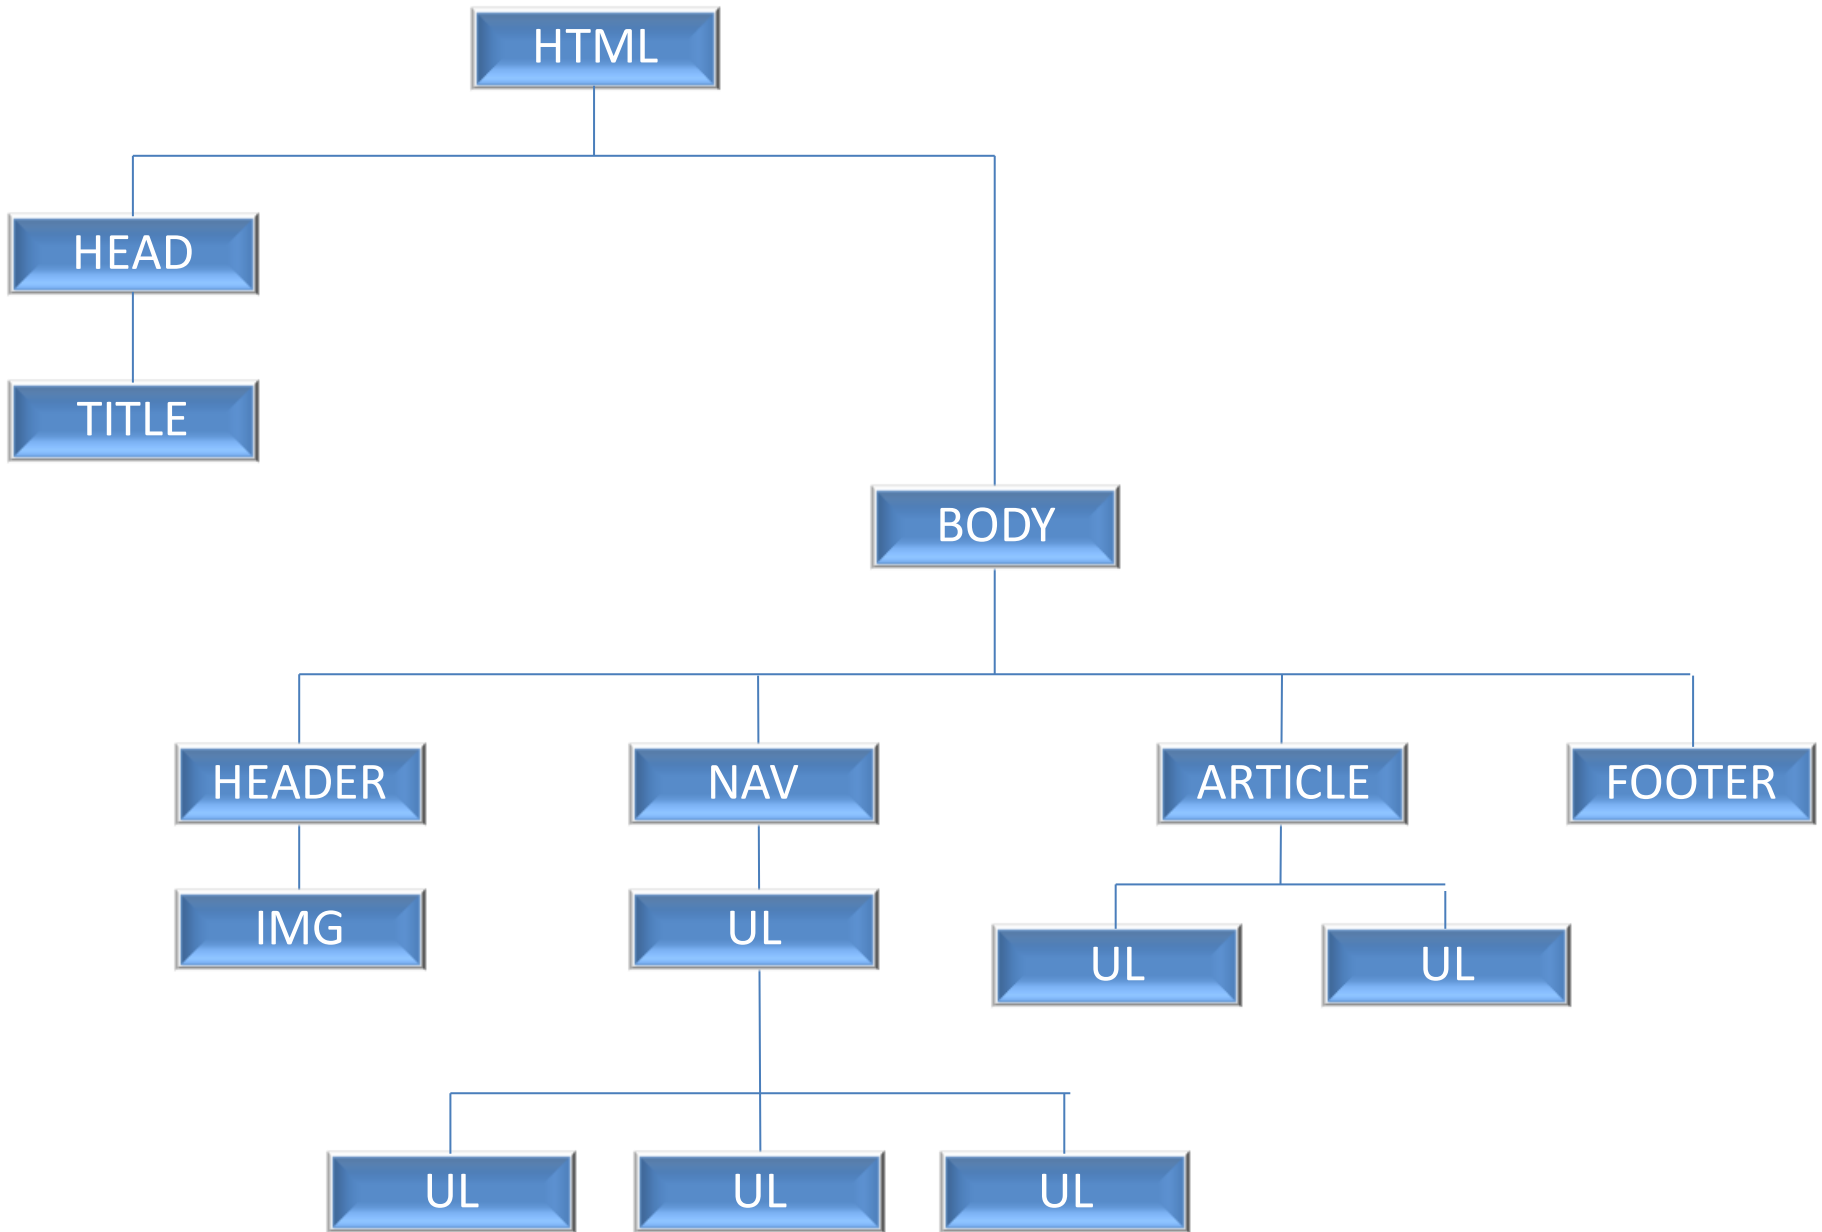 HTML
HEAD
TITLE
BODY
HEADER
NAV
ARTICLE
FOOTER
IMG
UL
UL
UL
UL
UL
UL